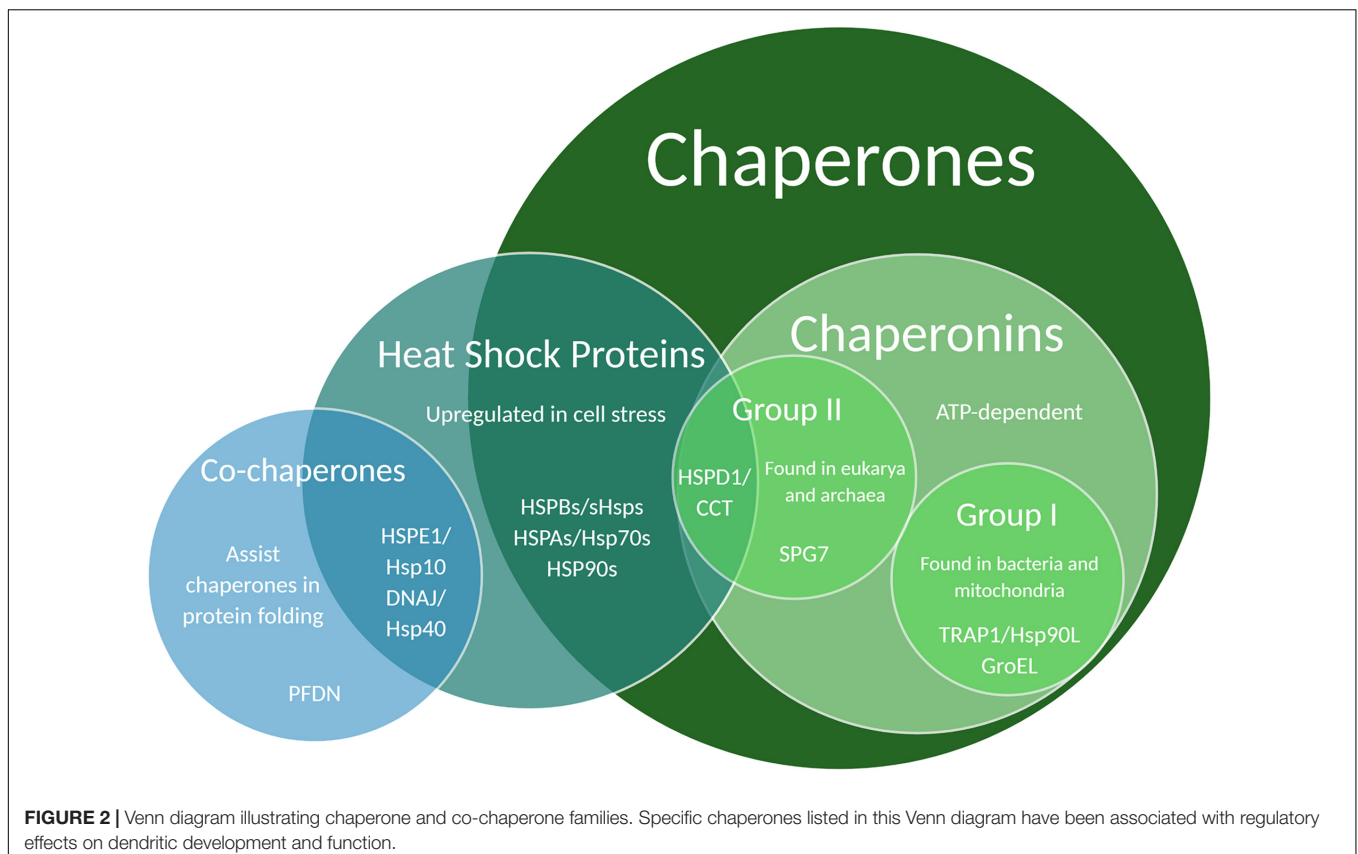 Chaperones
Chaperonins
Heat Shock Proteins
Upregulated in cell stress
Group II
ATP-dependent
Co-chaperones
HSPD1/
CCT
Found in eukarya
and archaea
HSPBs/sHsps
HSPAs/Hsp70s
HSP90s
Group I
HSPE1/
Hsp10
DNAJ/
Hsp40
Assist
chaperones in
protein folding
SPG7
Found in bacteria and
mitochondria
TRAP1/Hsp90L
GroEL
PFDN
FIGURE 2 | Venn diagram illustrating chaperone and co-chaperone families. Specific chaperones listed in this Venn diagram have been associated with regulatory
effects on dendritic development and function.